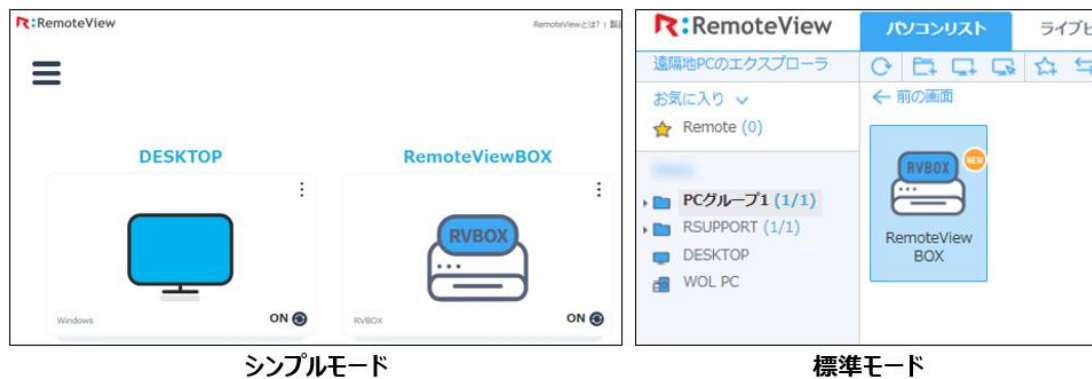 R:RemoteView
RemoteViewとは? |
DESKTOP
RemoteViewBOX
RVBOX
Windows
ON
RVBOX
ON
シンプルモード
R:RemoteView
パソコンリスト
ライブ
遠隔地PCのエクスプローラ
お気に入り
Remote (0)
PCグループ1 (1/1)
RSUPPORT (1/1)
DESKTOP
WOL PC
前の画面
RVBOX
NEW
RemoteView
BOX
標準モード